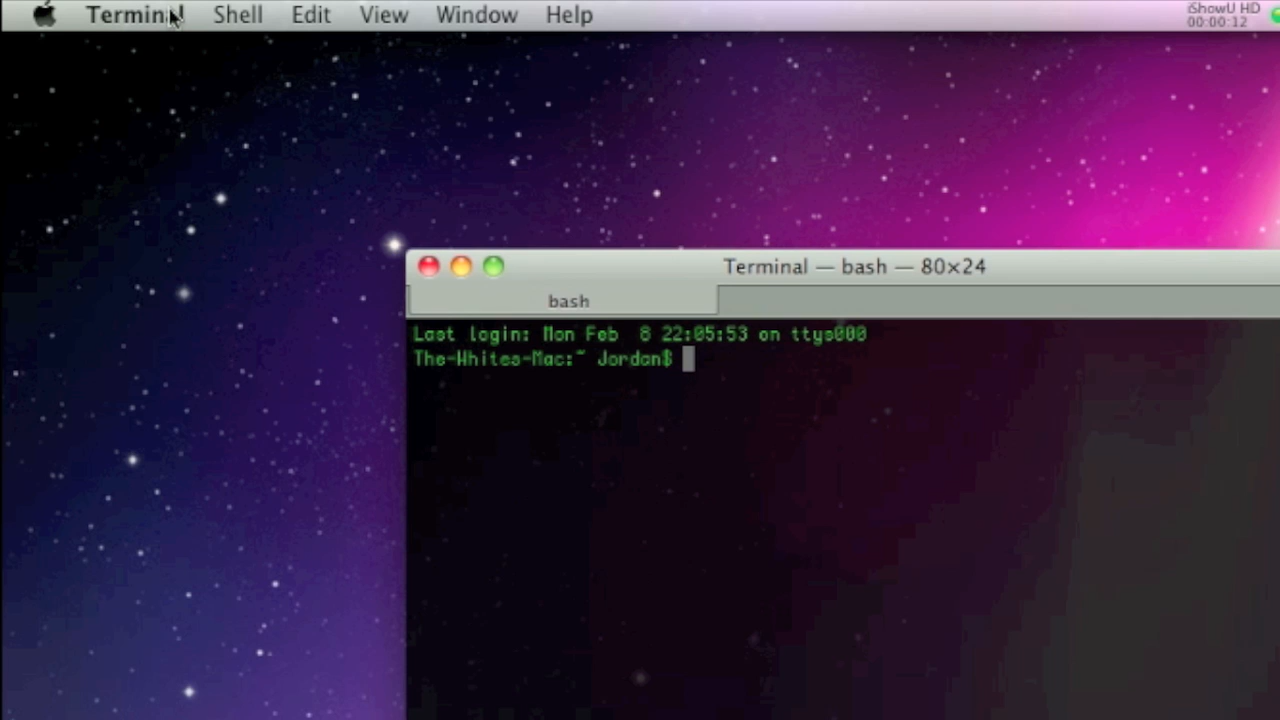 Terminal Shell Edit View Window Help
iShowU HD
00:00:12
Terminal — bash — 80×24
bash
Last login: Mon Feb  8 22:05:53 on ttys000
The-Whites-Mac:~ Jordan$